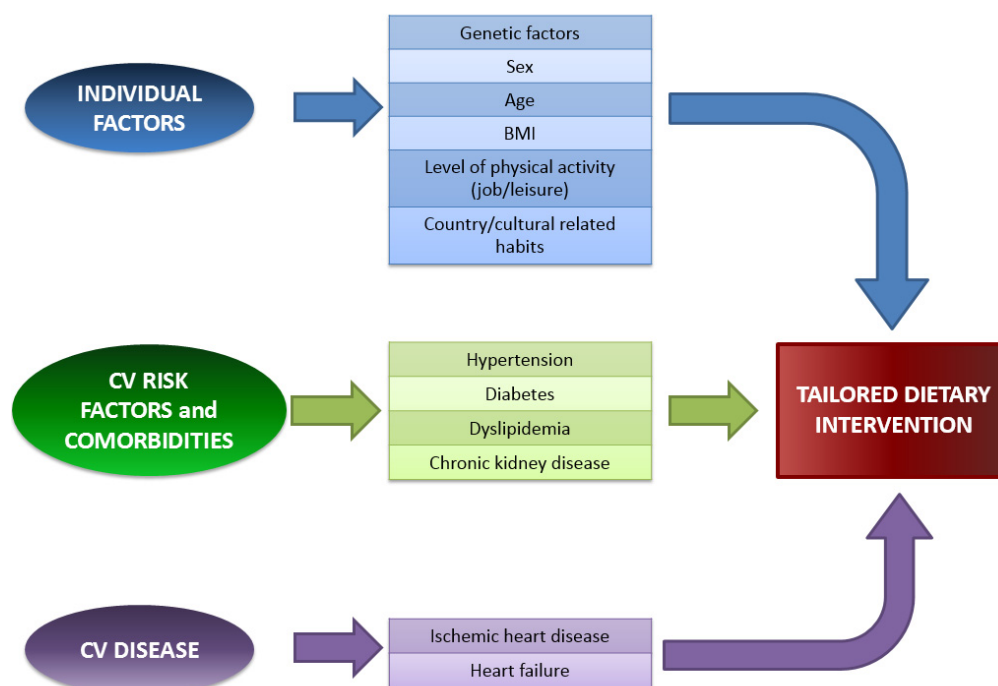 INDIVIDUAL
FACTORS
Genetic factors
Sex
Age
BMI
Level of physical activity
(job/leisure)
Country/cultural related
habits
CV RISK
FACTORS and
COMORBIDITIES
Hypertension
Diabetes
Dyslipidemia
Chronic kidney disease
TAILORED DIETARY
INTERVENTION
CV DISEASE
Ischemic heart disease
Heart failure